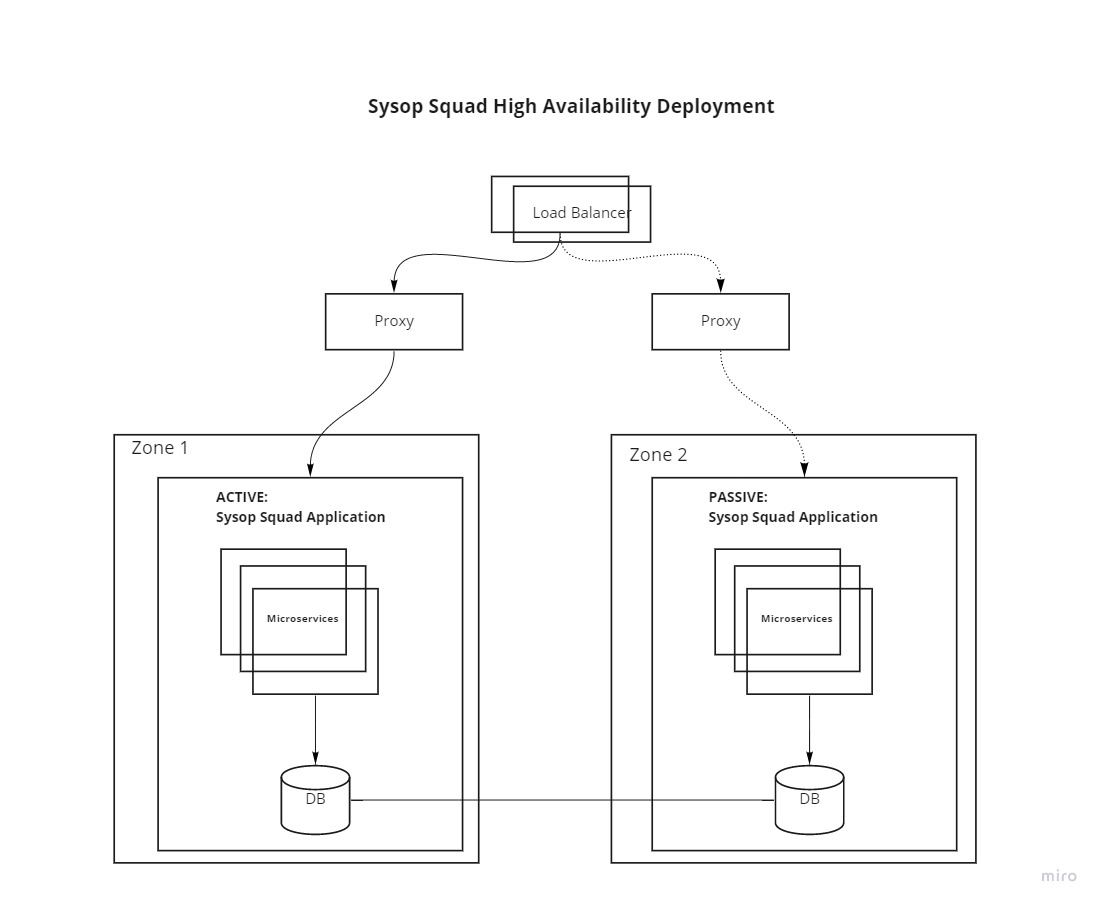 Sysop Squad High Availability Deployment
Load Balancer
Proxy
Proxy
Zone 1
ACTIVE:
Sysop Squad Application
Microservices
DB
Zone 2
PASSIVE:
Sysop Squad Application
Microservices
DB
miro